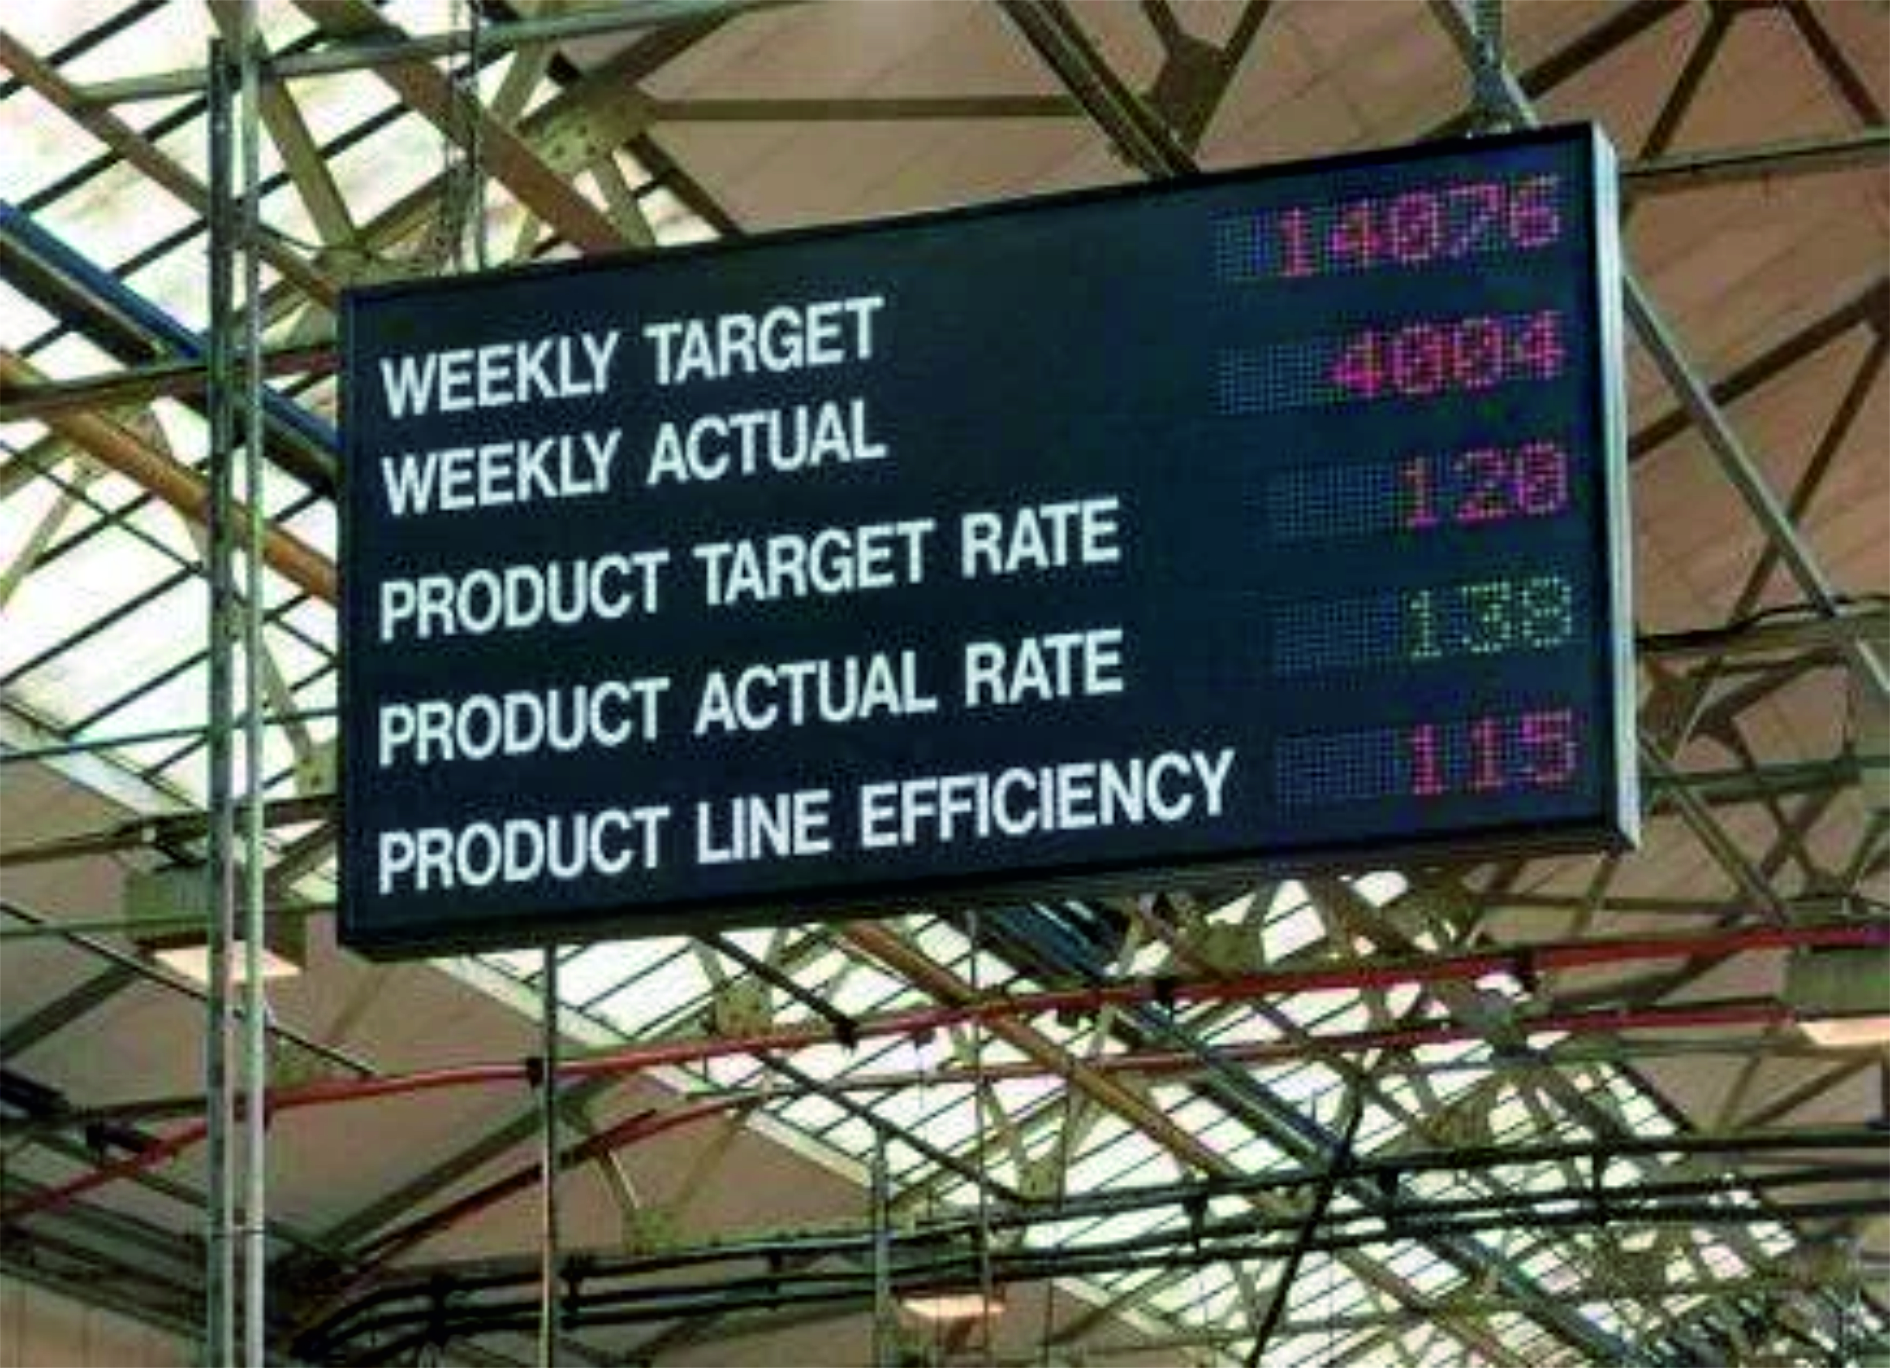 WEEKLY TARGET 14076
WEEKLY ACTUAL 4004
PRODUCT TARGET RATE 120
PRODUCT ACTUAL RATE 138
PRODUCT LINE EFFICIENCY 115